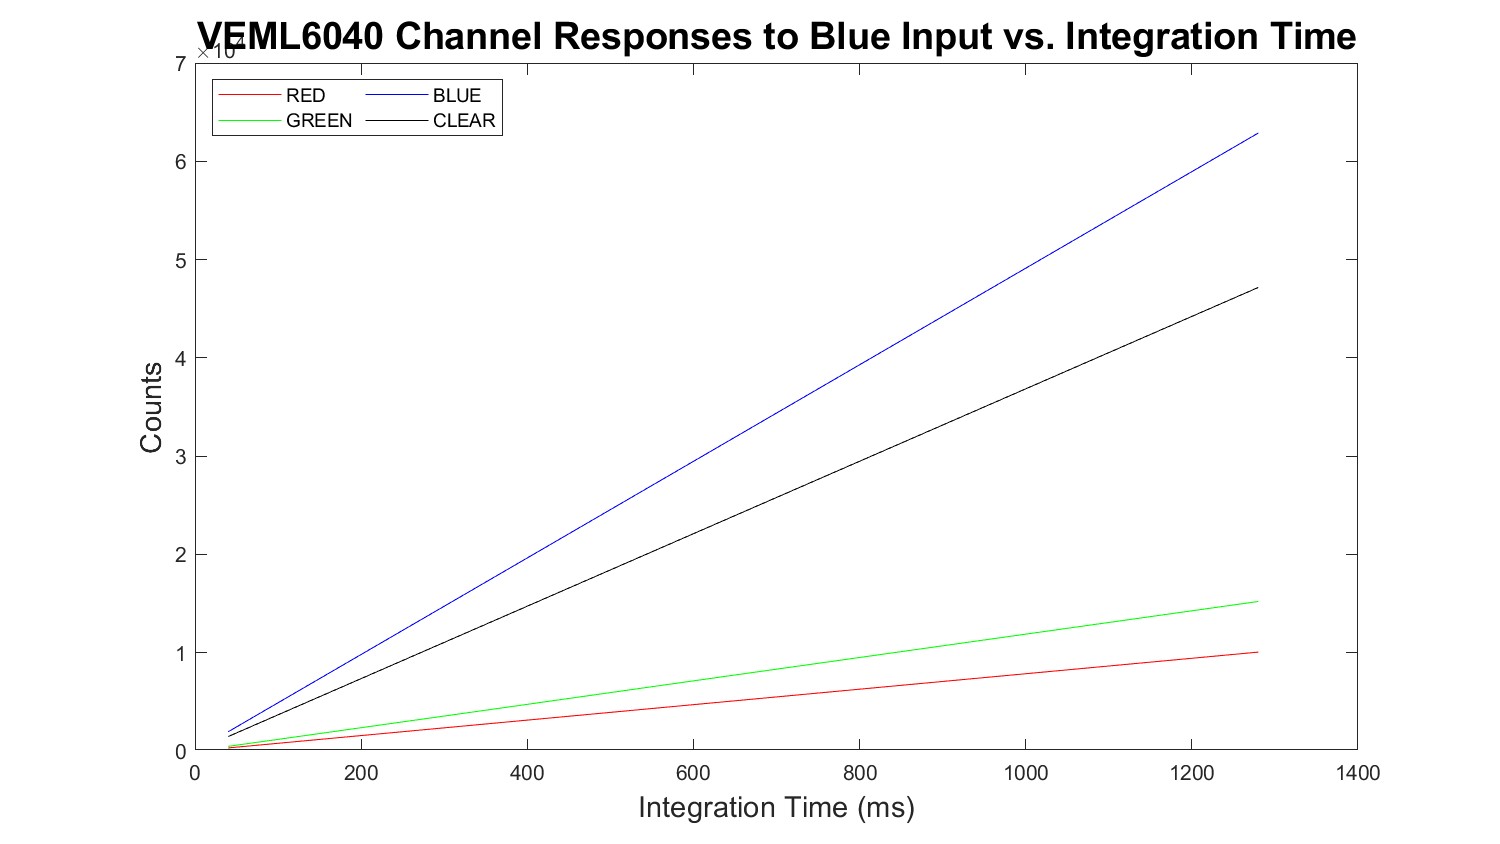 VEML6040 Channel Responses to Blue Input vs. Integration Time
×10⁴
7
RED BLUE
GREEN CLEAR
6
5
4
3
2
1
0
Counts
0 200 400 600 800 1000 1200 1400
Integration Time (ms)